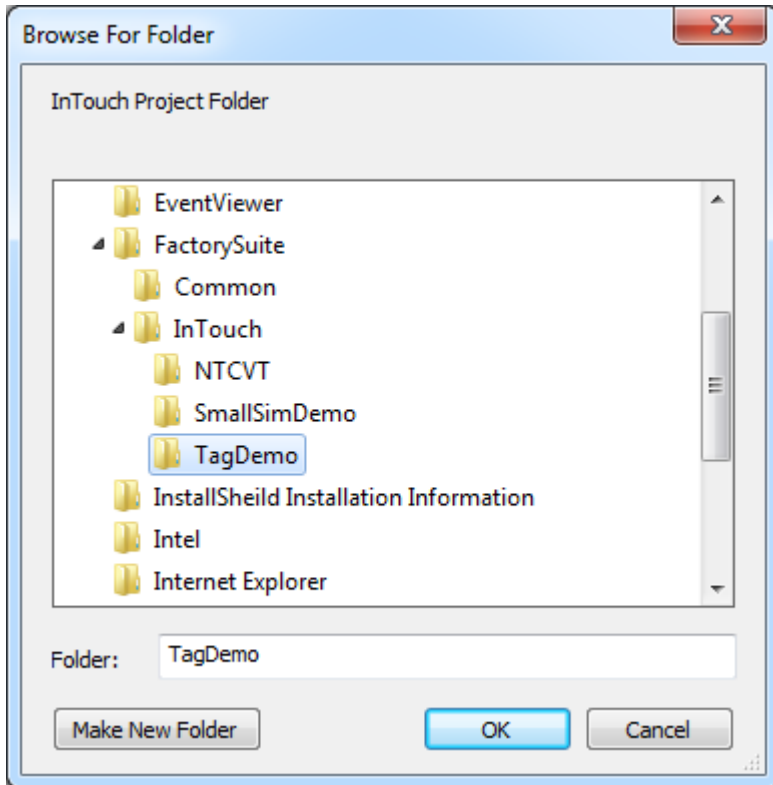 Browse For Folder
InTouch Project Folder
EventViewer
FactorySuite
Common
InTouch
NTCVT
SmallSimDemo
TagDemo
InstallSheild Installation Information
Intel
Internet Explorer
Folder: TagDemo
Make New Folder OK Cancel